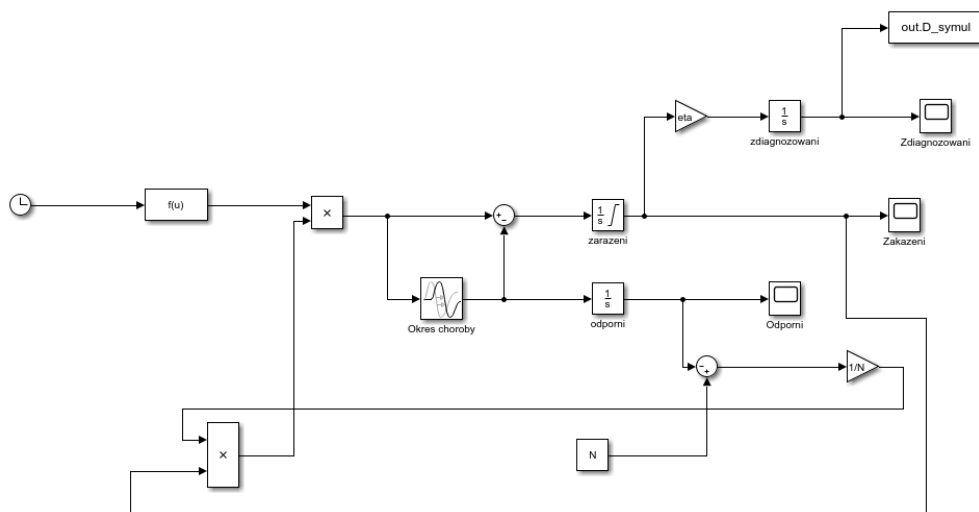 out.D_symul
eta
1
s
zdiagnozowani
Zdiagnozowani
f(u)
×
+
-
1
s
zarazeni
Zakazeni
Okres choroby
1
s
odporni
Odporni
-
+
1/N
×
N